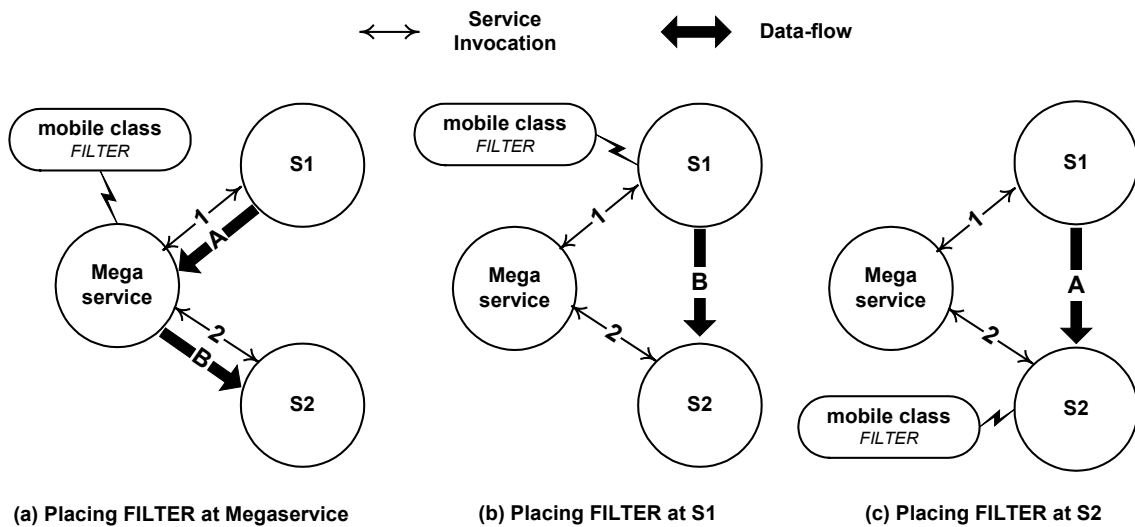 Service
Invocation
Data-flow
mobile class
FILTER
S1
1
A
Mega
service
2
B
S2
(a) Placing FILTER at Megaservice
mobile class
FILTER
S1
1
Mega
service
B
2
S2
(b) Placing FILTER at S1
S1
1
Mega
service
A
2
S2
mobile class
FILTER
(c) Placing FILTER at S2